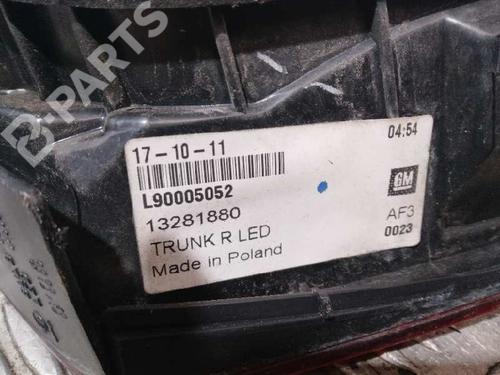 B-PARTS
17-10-11
04:54
L90005052
GM
13281880
TRUNK R LED
AF3
Made in Poland
0023